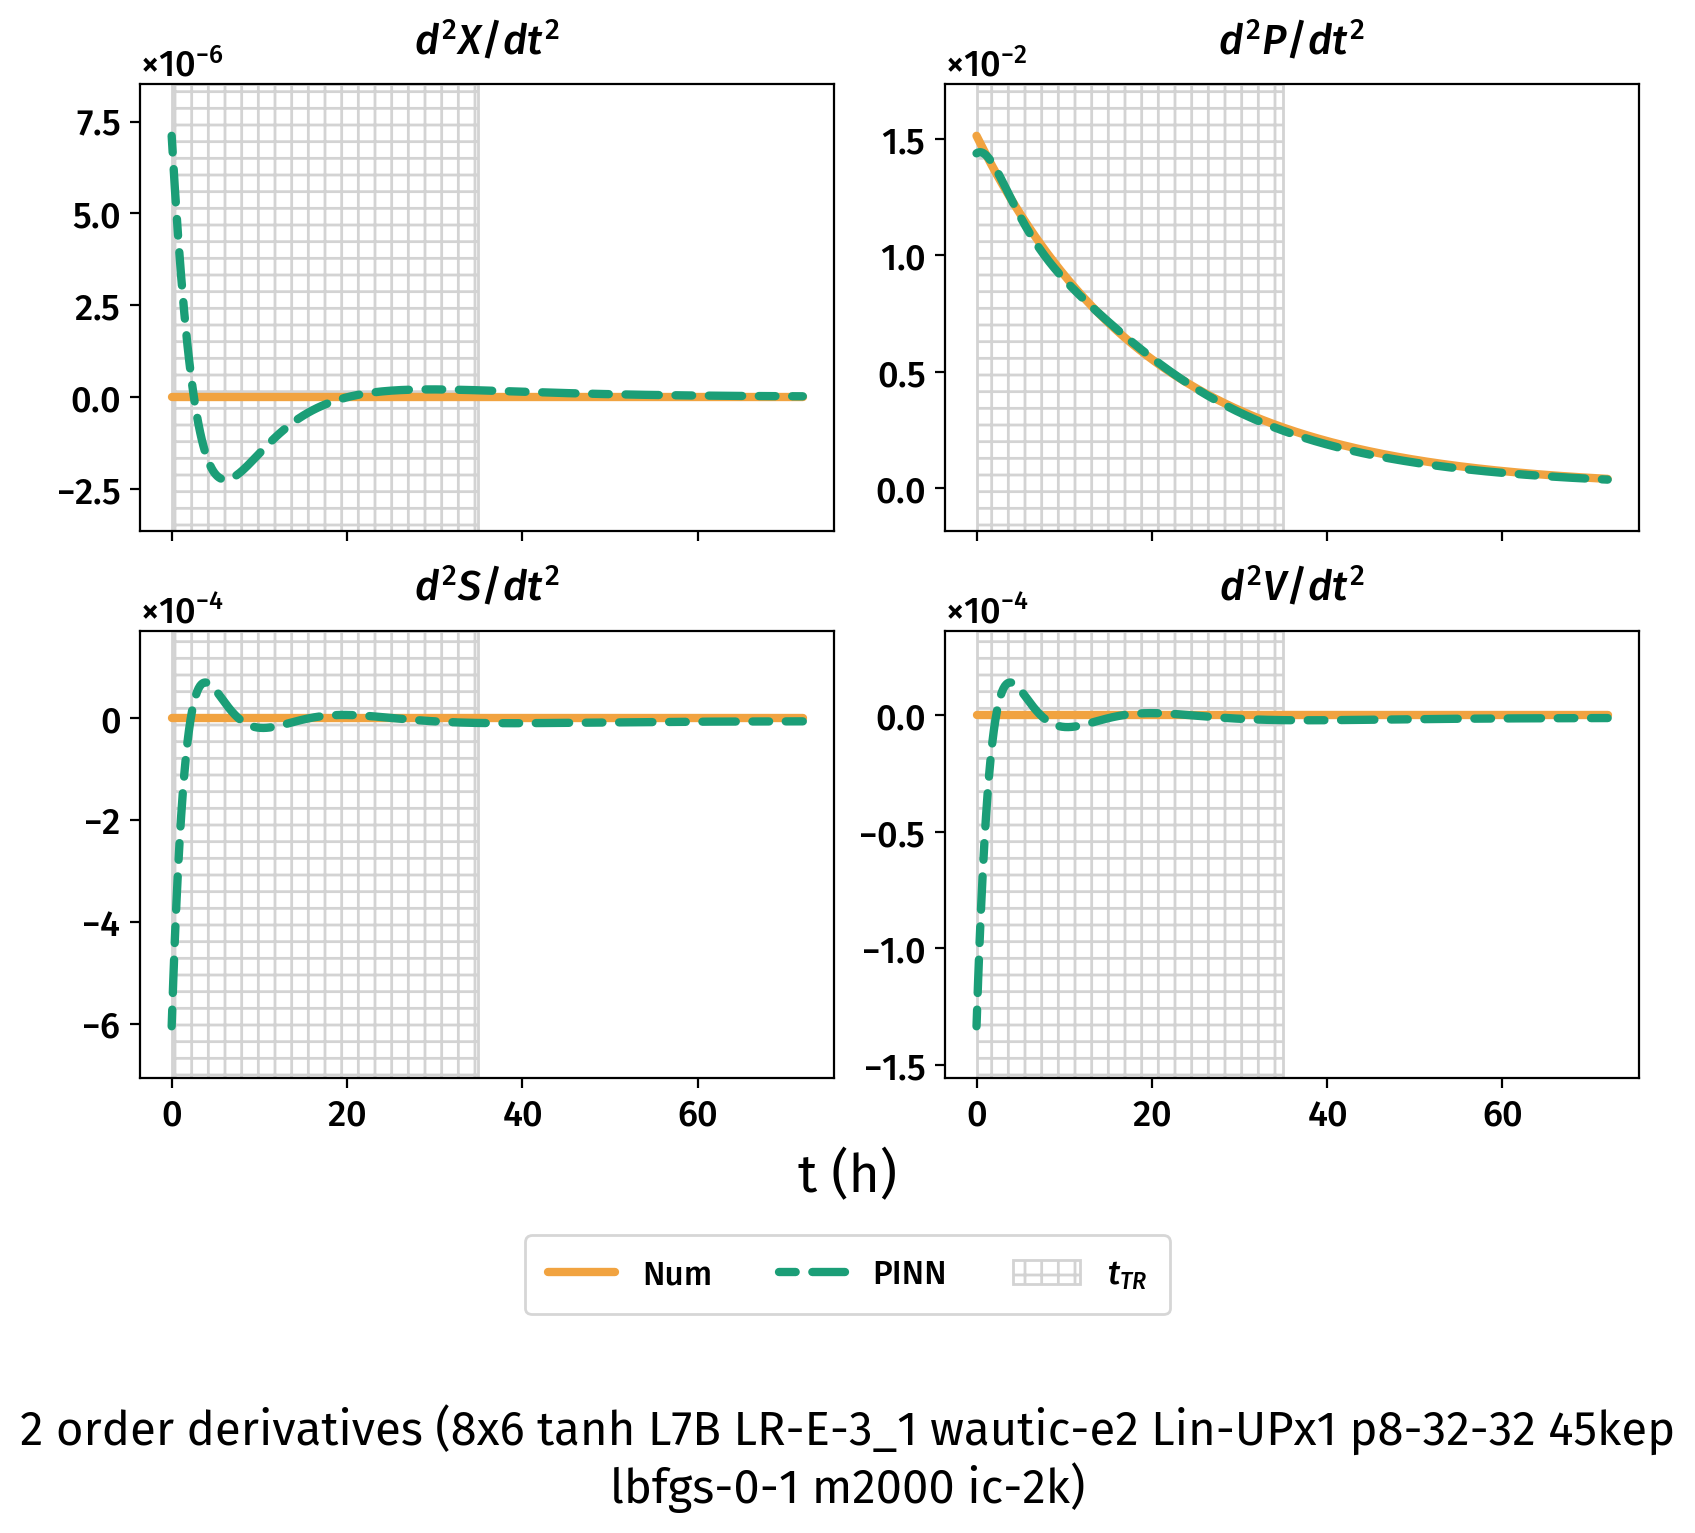 d²X/dt²
×10⁻⁶
7.5
5.0
2.5
0.0
−2.5
d²P/dt²
×10⁻²
1.5
1.0
0.5
0.0
d²S/dt²
×10⁻⁴
0
−2
−4
−6
0 20 40 60
d²V/dt²
×10⁻⁴
0.0
−0.5
−1.0
−1.5
0 20 40 60
t (h)
Num PINN t_TR
2 order derivatives (8x6 tanh L7B LR-E-3_1 wautic-e2 Lin-UPx1 p8-32-32 45kep
lbfgs-0-1 m2000 ic-2k)